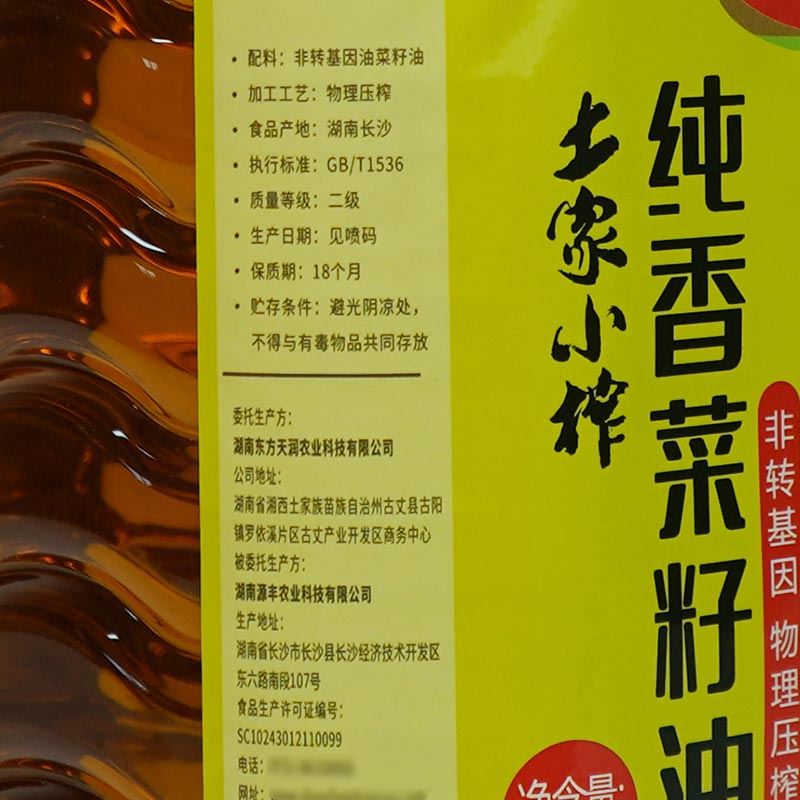 • 配料：非转基因油菜籽油
• 加工工艺：物理压榨
• 食品产地：湖南长沙
• 执行标准：GB/T1536
• 质量等级：二级
• 生产日期：见喷码
• 保质期：18个月
• 贮存条件：避光阴凉处，
不得与有毒物品共同存放
委托生产方：
湖南东方天润农业科技有限公司
公司地址：
湖南省湘西土家族苗族自治州古丈县古阳
镇罗依溪片区古丈产业开发区商务中心
被委托生产方：
湖南源丰农业科技有限公司
生产地址：
湖南省长沙市长沙县长沙经济技术开发区
东六路南段107号
食品生产许可证编号：
SC10243012110099
电话：
网址：
土家小榨
纯香菜籽油
非转基因 物理压榨
净含量：